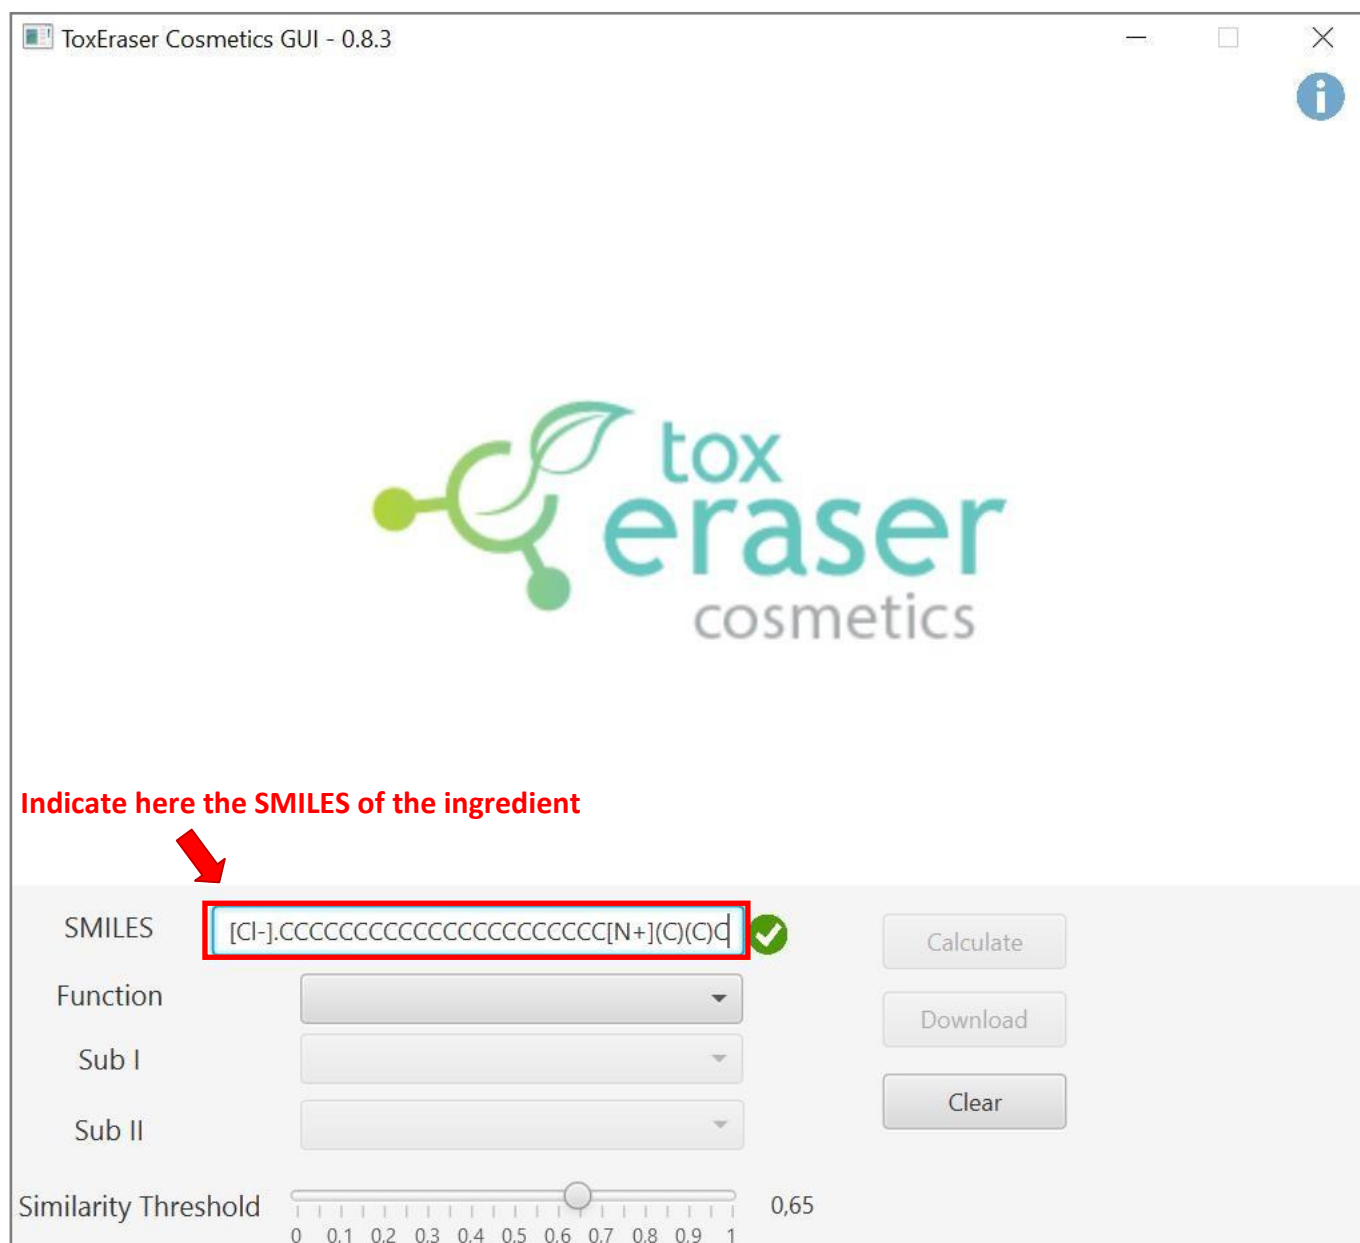 ToxEraser Cosmetics GUI - 0.8.3
tox
eraser
cosmetics
Indicate here the SMILES of the ingredient
SMILES
[Cl-].CCCCCCCCCCCCCCCCCCCCCC[N+](C)(C)C
Calculate
Function
Download
Sub I
Clear
Sub II
Similarity Threshold
0,65
0 0,1 0,2 0,3 0,4 0,5 0,6 0,7 0,8 0,9 1